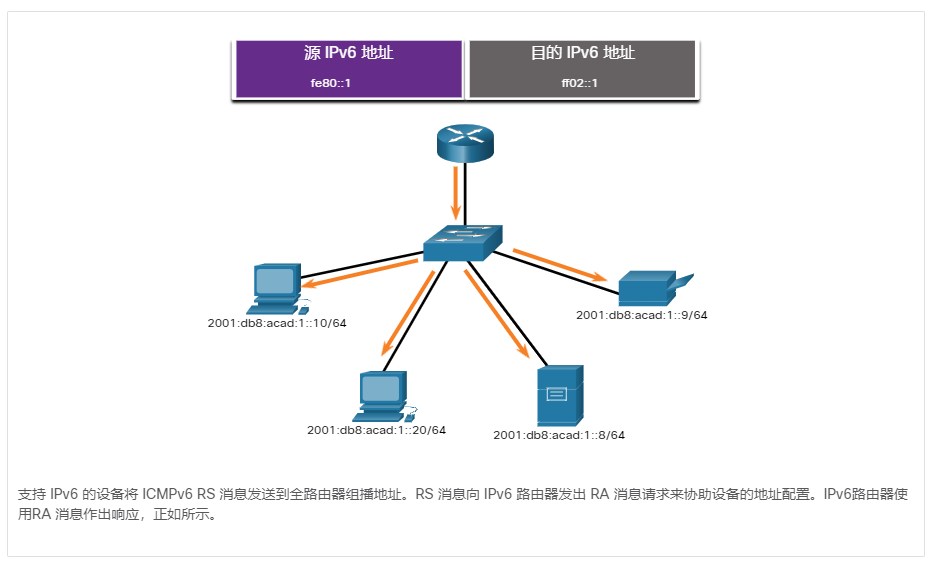 源 IPv6 地址
目的 IPv6 地址
fe80::1
ff02::1
2001:db8:acad:1::10/64
2001:db8:acad:1::9/64
2001:db8:acad:1::20/64
2001:db8:acad:1::8/64
支持 IPv6 的设备将 ICMPv6 RS 消息发送到全路由器组播地址。RS 消息向 IPv6 路由器发出 RA 消息请求来协助设备的地址配置。IPv6路由器使
用RA 消息作出响应，正如所示。